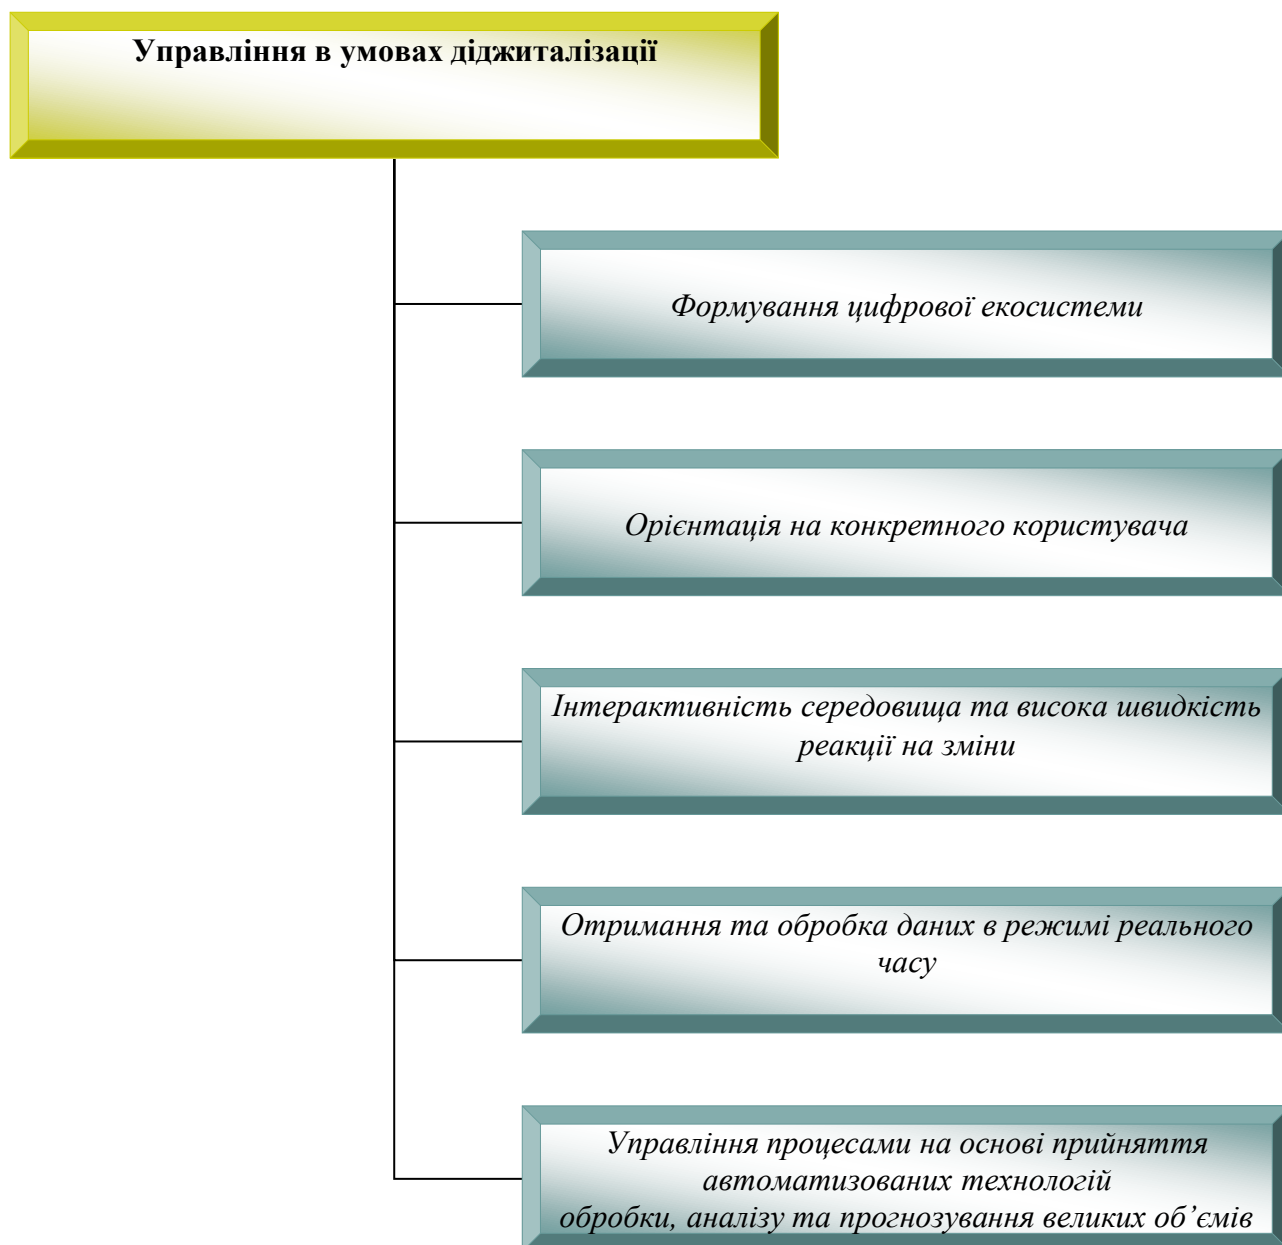 Управління в умовах діджиталізації
Формування цифрової екосистеми
Орієнтація на конкретного користувача
Інтерактивність середовища та висока швидкість
реакції на зміни
Отримання та обробка даних в режимі реального
часу
Управління процесами на основі прийняття
автоматизованих технологій
обробки, аналізу та прогнозування великих об’ємів